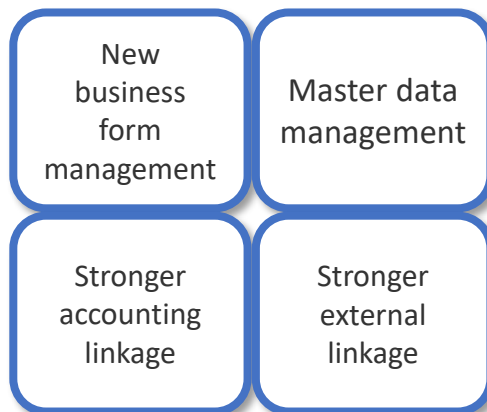 New
business
form
management
Master data
management
Stronger
accounting
linkage
Stronger
external
linkage